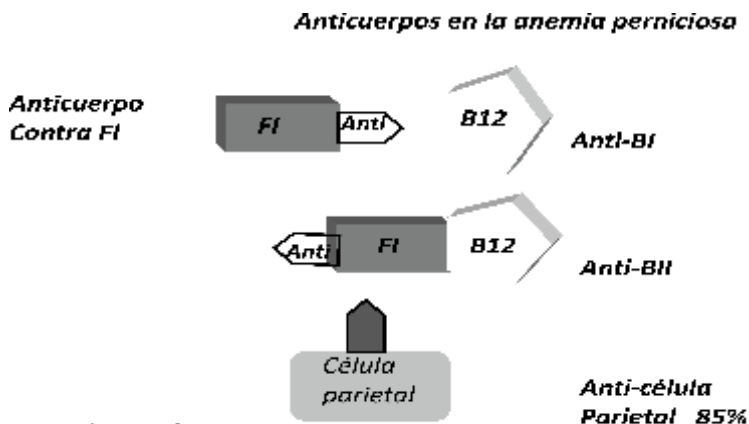 Anticuerpos en la anemia perniciosa
Anticuerpo
Contra FI
FI
Anti
B12
Anti-BI
Anti
FI
B12
Anti-BII
Célula
parietal
Anti-célula
Parietal 85%